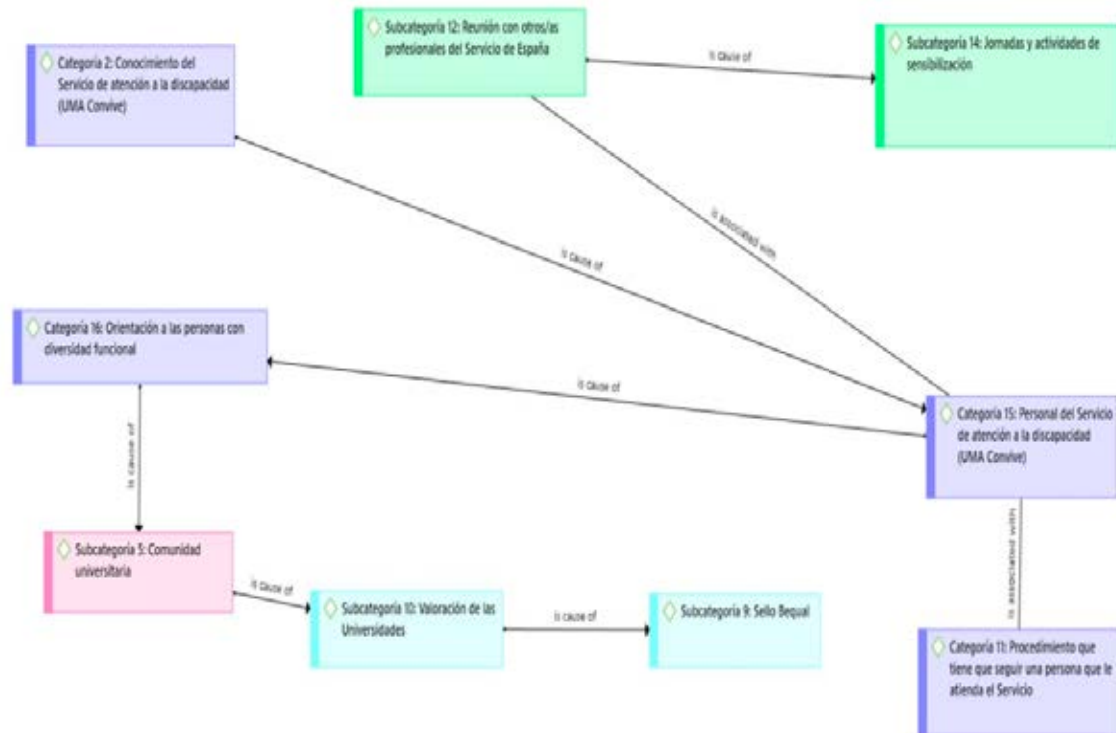 Subcategoría 12: Reunión con otros/as
profesionales del Servicio de España
Subcategoría 14: Jornadas y actividades de
sensibilización
Categoría 2: Conocimiento del
Servicio de atención a la discapacidad
(UMA Convive)
is cause of
is associated with
is cause of
Categoría 16: Orientación a las personas con
diversidad funcional
is cause of
Categoría 15: Personal del Servicio
de atención a la discapacidad
(UMA Convive)
is cause of
is associated with
Subcategoría 5: Comunidad
universitaria
is cause of
Subcategoría 10: Valoración de las
Universidades
is cause of
Subcategoría 9: Sello Bequal
Categoría 11: Procedimiento que
tiene que seguir una persona que le
atienda el Servicio